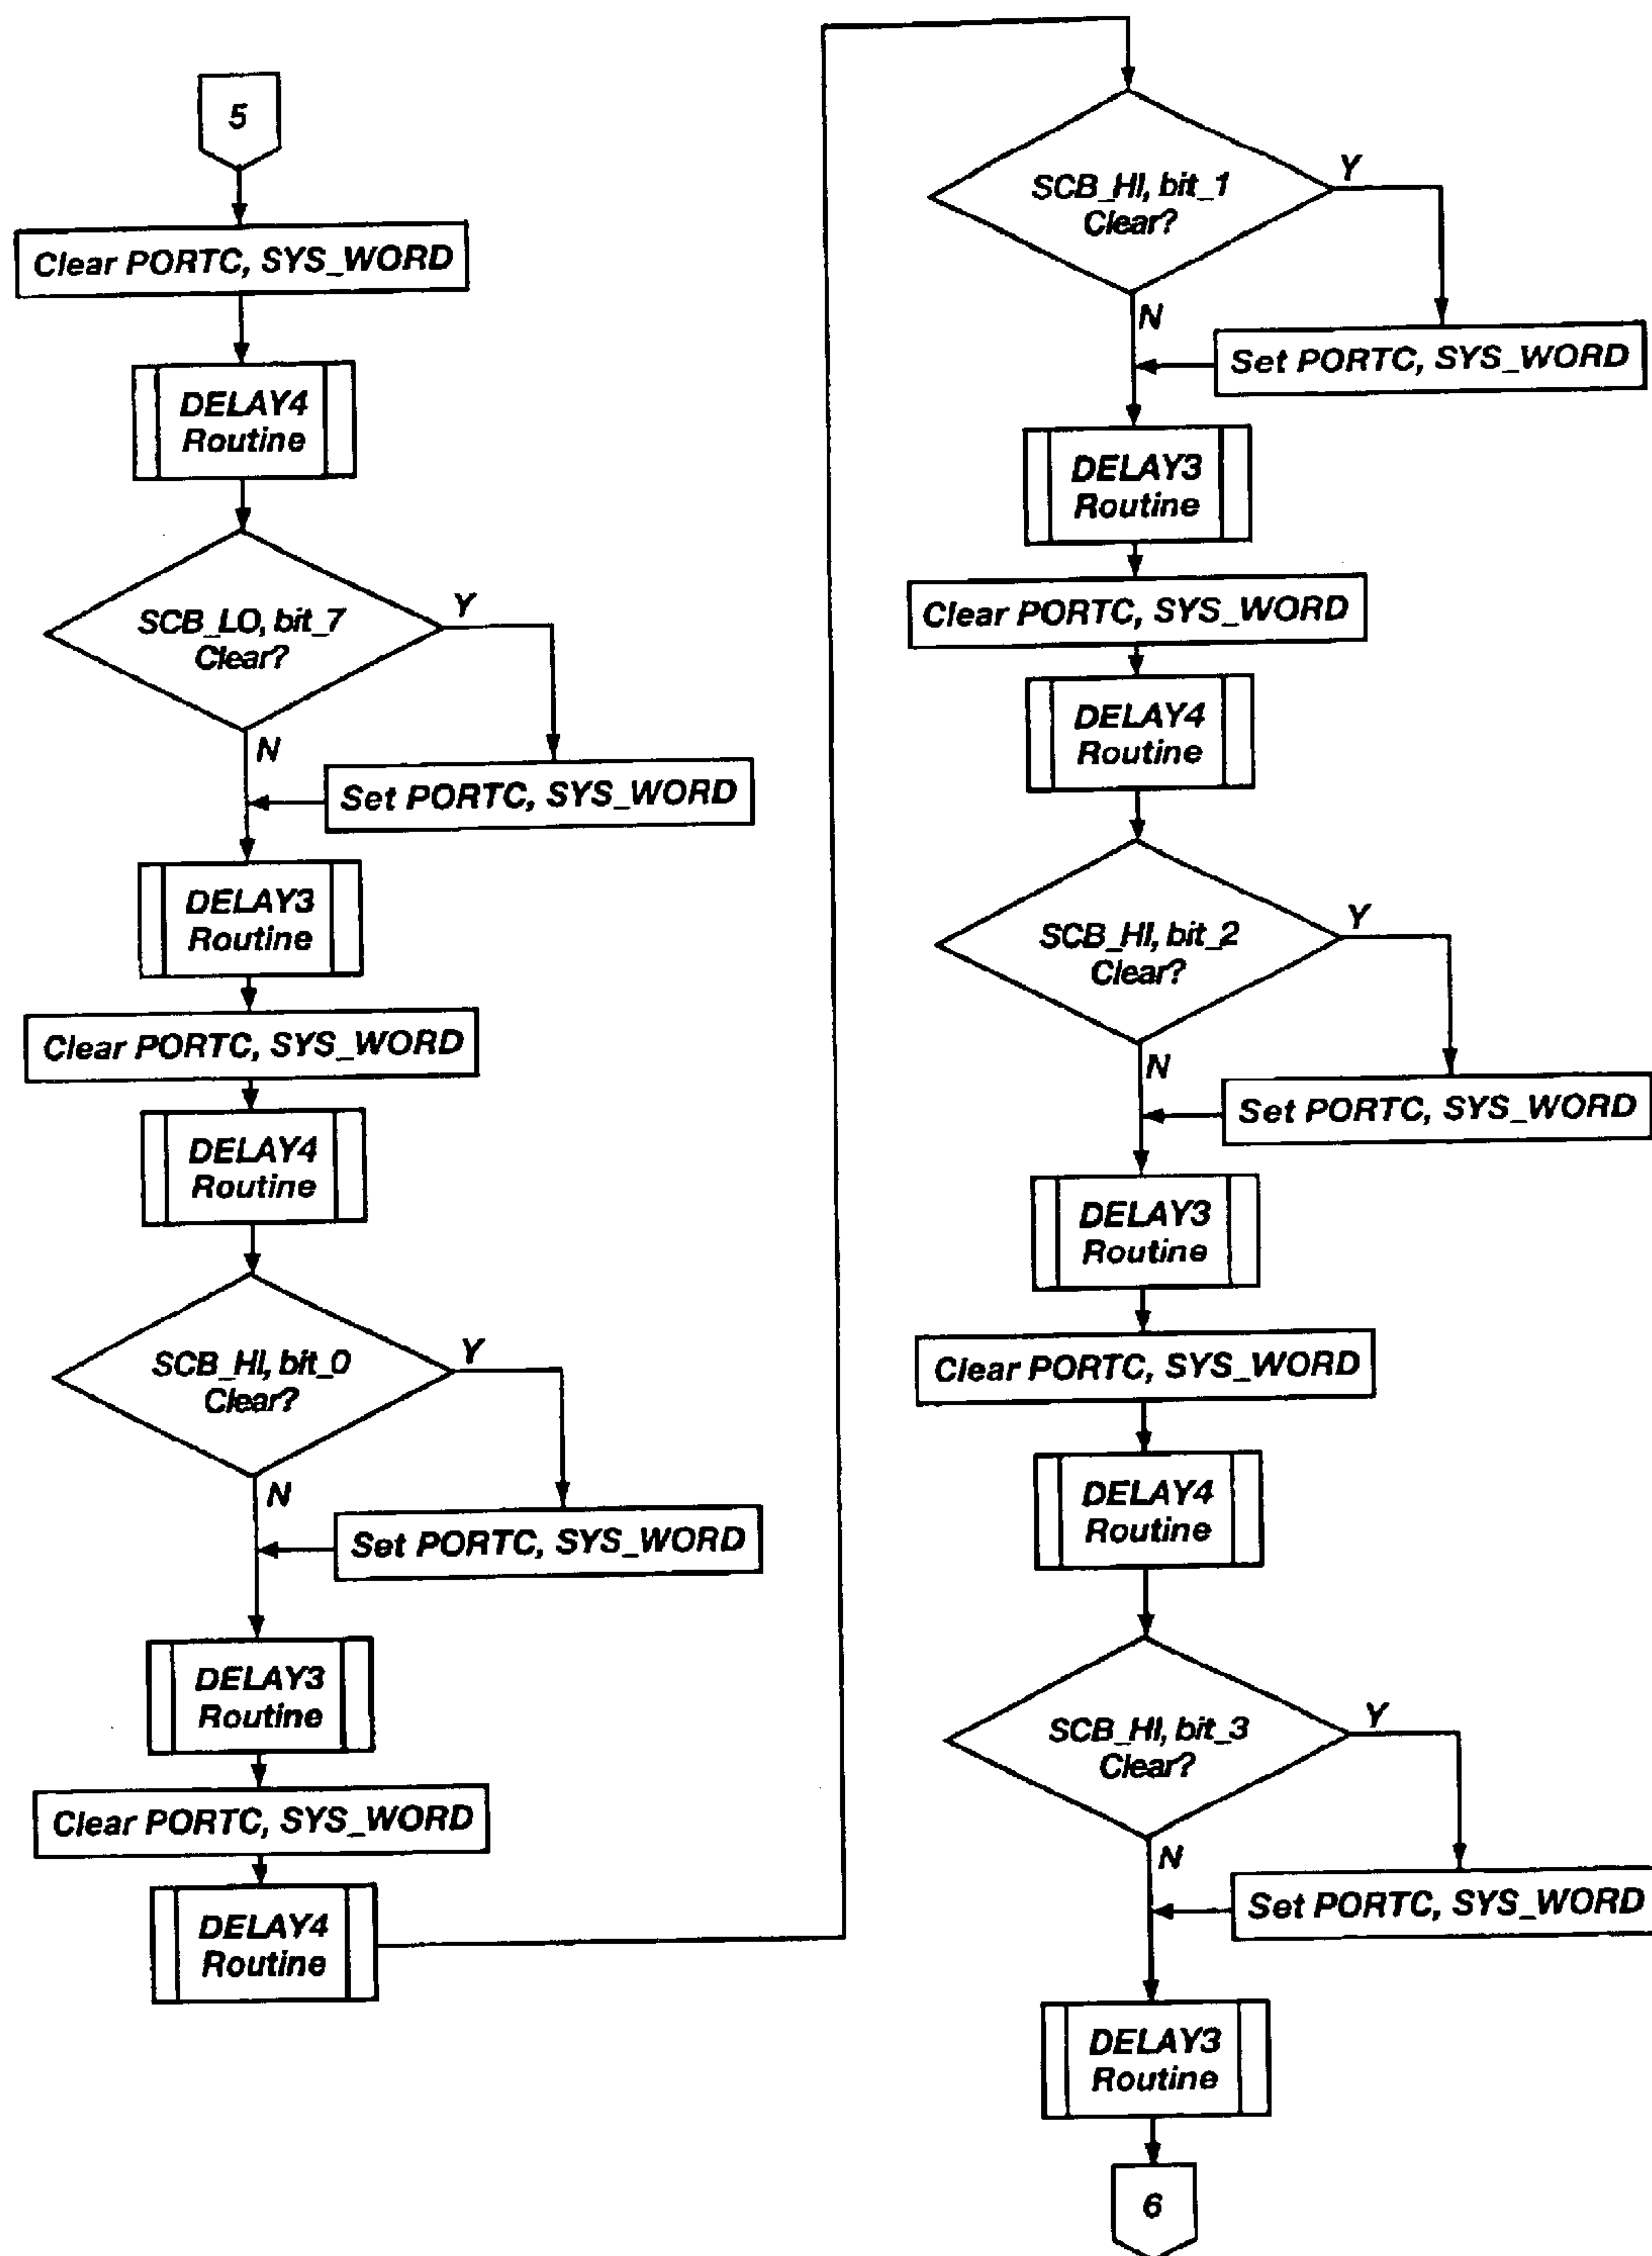 5
Clear PORTC, SYS_WORD
DELAY4
Routine
SCB_LO, bit_7
Clear?
Y
N
Set PORTC, SYS_WORD
DELAY3
Routine
Clear PORTC, SYS_WORD
DELAY4
Routine
SCB_HI, bit_0
Clear?
Y
N
Set PORTC, SYS_WORD
DELAY3
Routine
Clear PORTC, SYS_WORD
DELAY4
Routine
SCB_HI, bit_1
Clear?
Y
N
Set PORTC, SYS_WORD
DELAY3
Routine
Clear PORTC, SYS_WORD
DELAY4
Routine
SCB_HI, bit_2
Clear?
Y
N
Set PORTC, SYS_WORD
DELAY3
Routine
Clear PORTC, SYS_WORD
DELAY4
Routine
SCB_HI, bit_3
Clear?
Y
N
Set PORTC, SYS_WORD
DELAY3
Routine
6